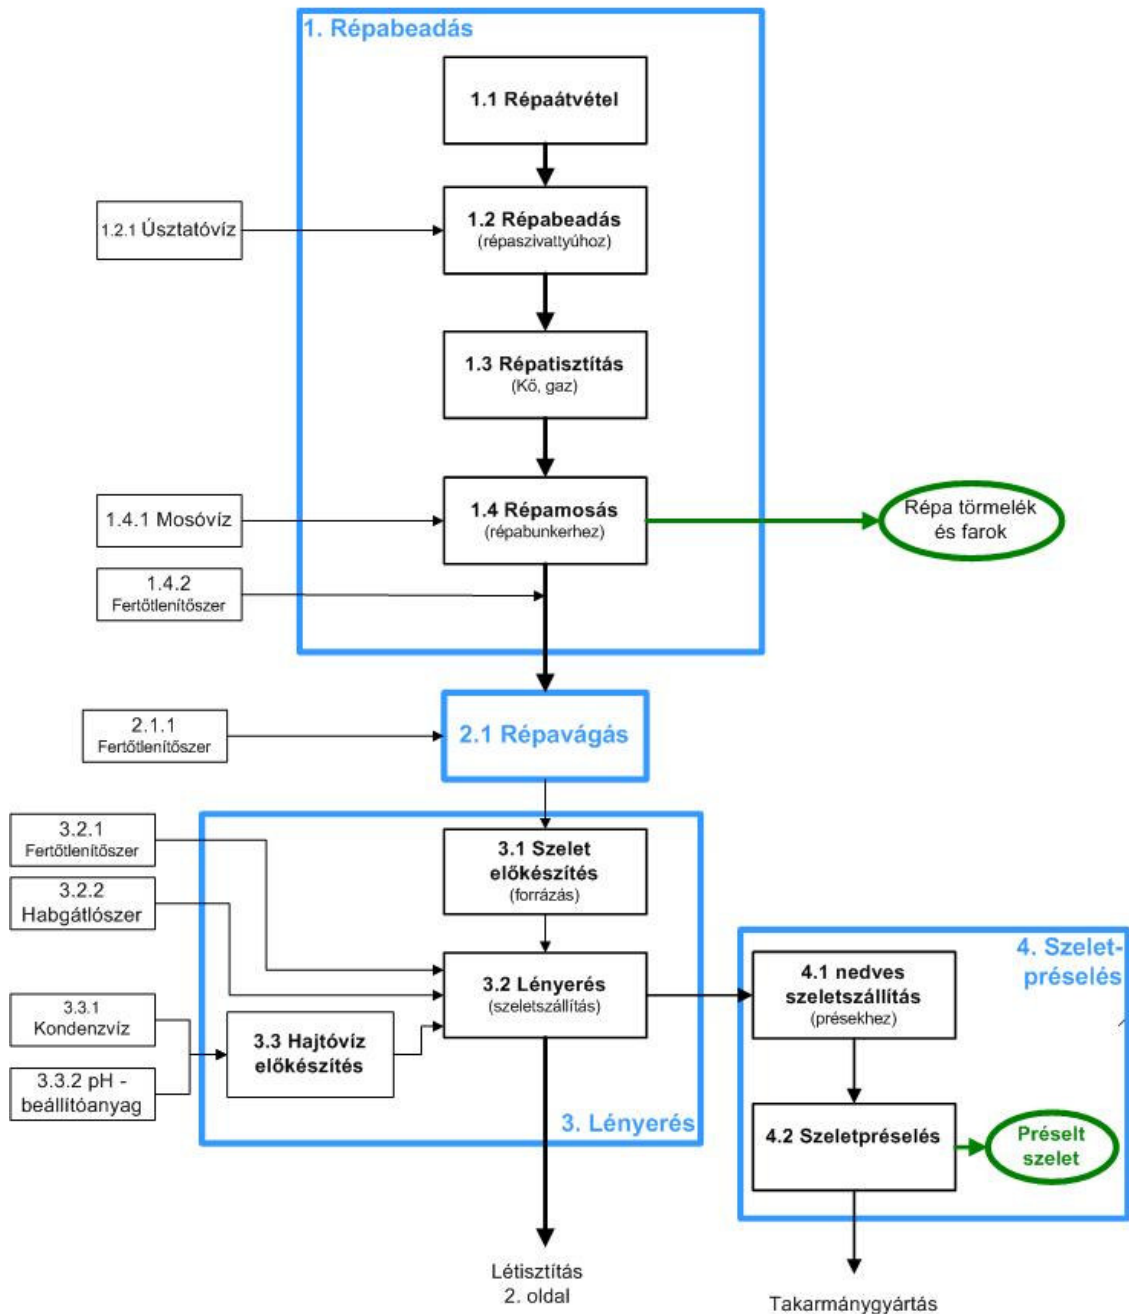 1. Répabeadás
1.1 Répaátvétel
1.2.1 Úsztatóvíz
1.2 Répabeadás
(répaszivattyúhoz)
1.3 Répatisztítás
(Kő, gaz)
1.4.1 Mosóvíz
1.4 Répamosás
(répabunkerhez)
Répa törmelék
és farok
1.4.2
Fertőtlenítőszer
2.1.1
Fertőtlenítőszer
2.1 Répavágás
3.2.1
Fertőtlenítőszer
3.1 Szelet
előkészítés
(forrázás)
3.2.2
Habgátlószer
3.2 Lényerés
(szeletszállítás)
4. Szelet-
préselés
4.1 nedves
szeletszállítás
(présekhez)
3.3.1
Kondenzvíz
3.3 Hajtóvíz
előkészítés
3.3.2 pH -
beállítóanyag
3. Lényerés
4.2 Szeletpréselés
Préselt
szelet
Létisztítás
2. oldal
Takarmánygyártás